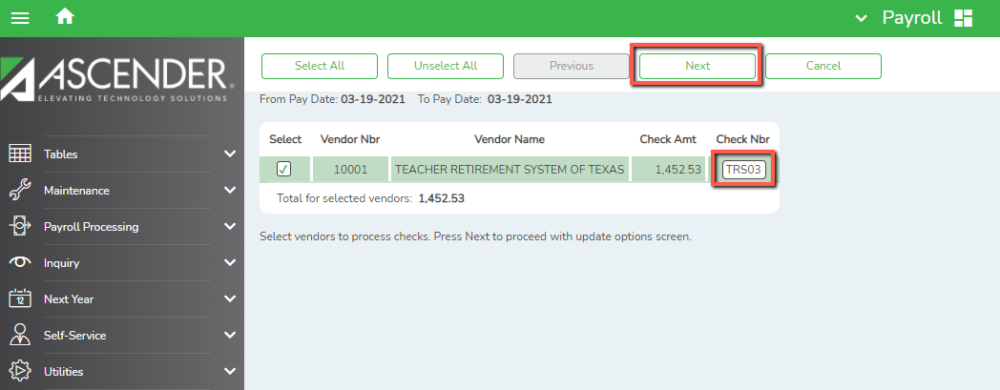 Payroll
ASCENDER
ELEVATING TECHNOLOGY SOLUTIONS
Select All Unselect All Previous Next Cancel
From Pay Date: 03-19-2021 To Pay Date: 03-19-2021
Select Vendor Nbr Vendor Name Check Amt Check Nbr
10001 TEACHER RETIREMENT SYSTEM OF TEXAS 1,452.53 TRS03
Total for selected vendors: 1,452.53
Select vendors to process checks. Press Next to proceed with update options screen.
Tables
Maintenance
Payroll Processing
Inquiry
12 Next Year
Self-Service
Utilities